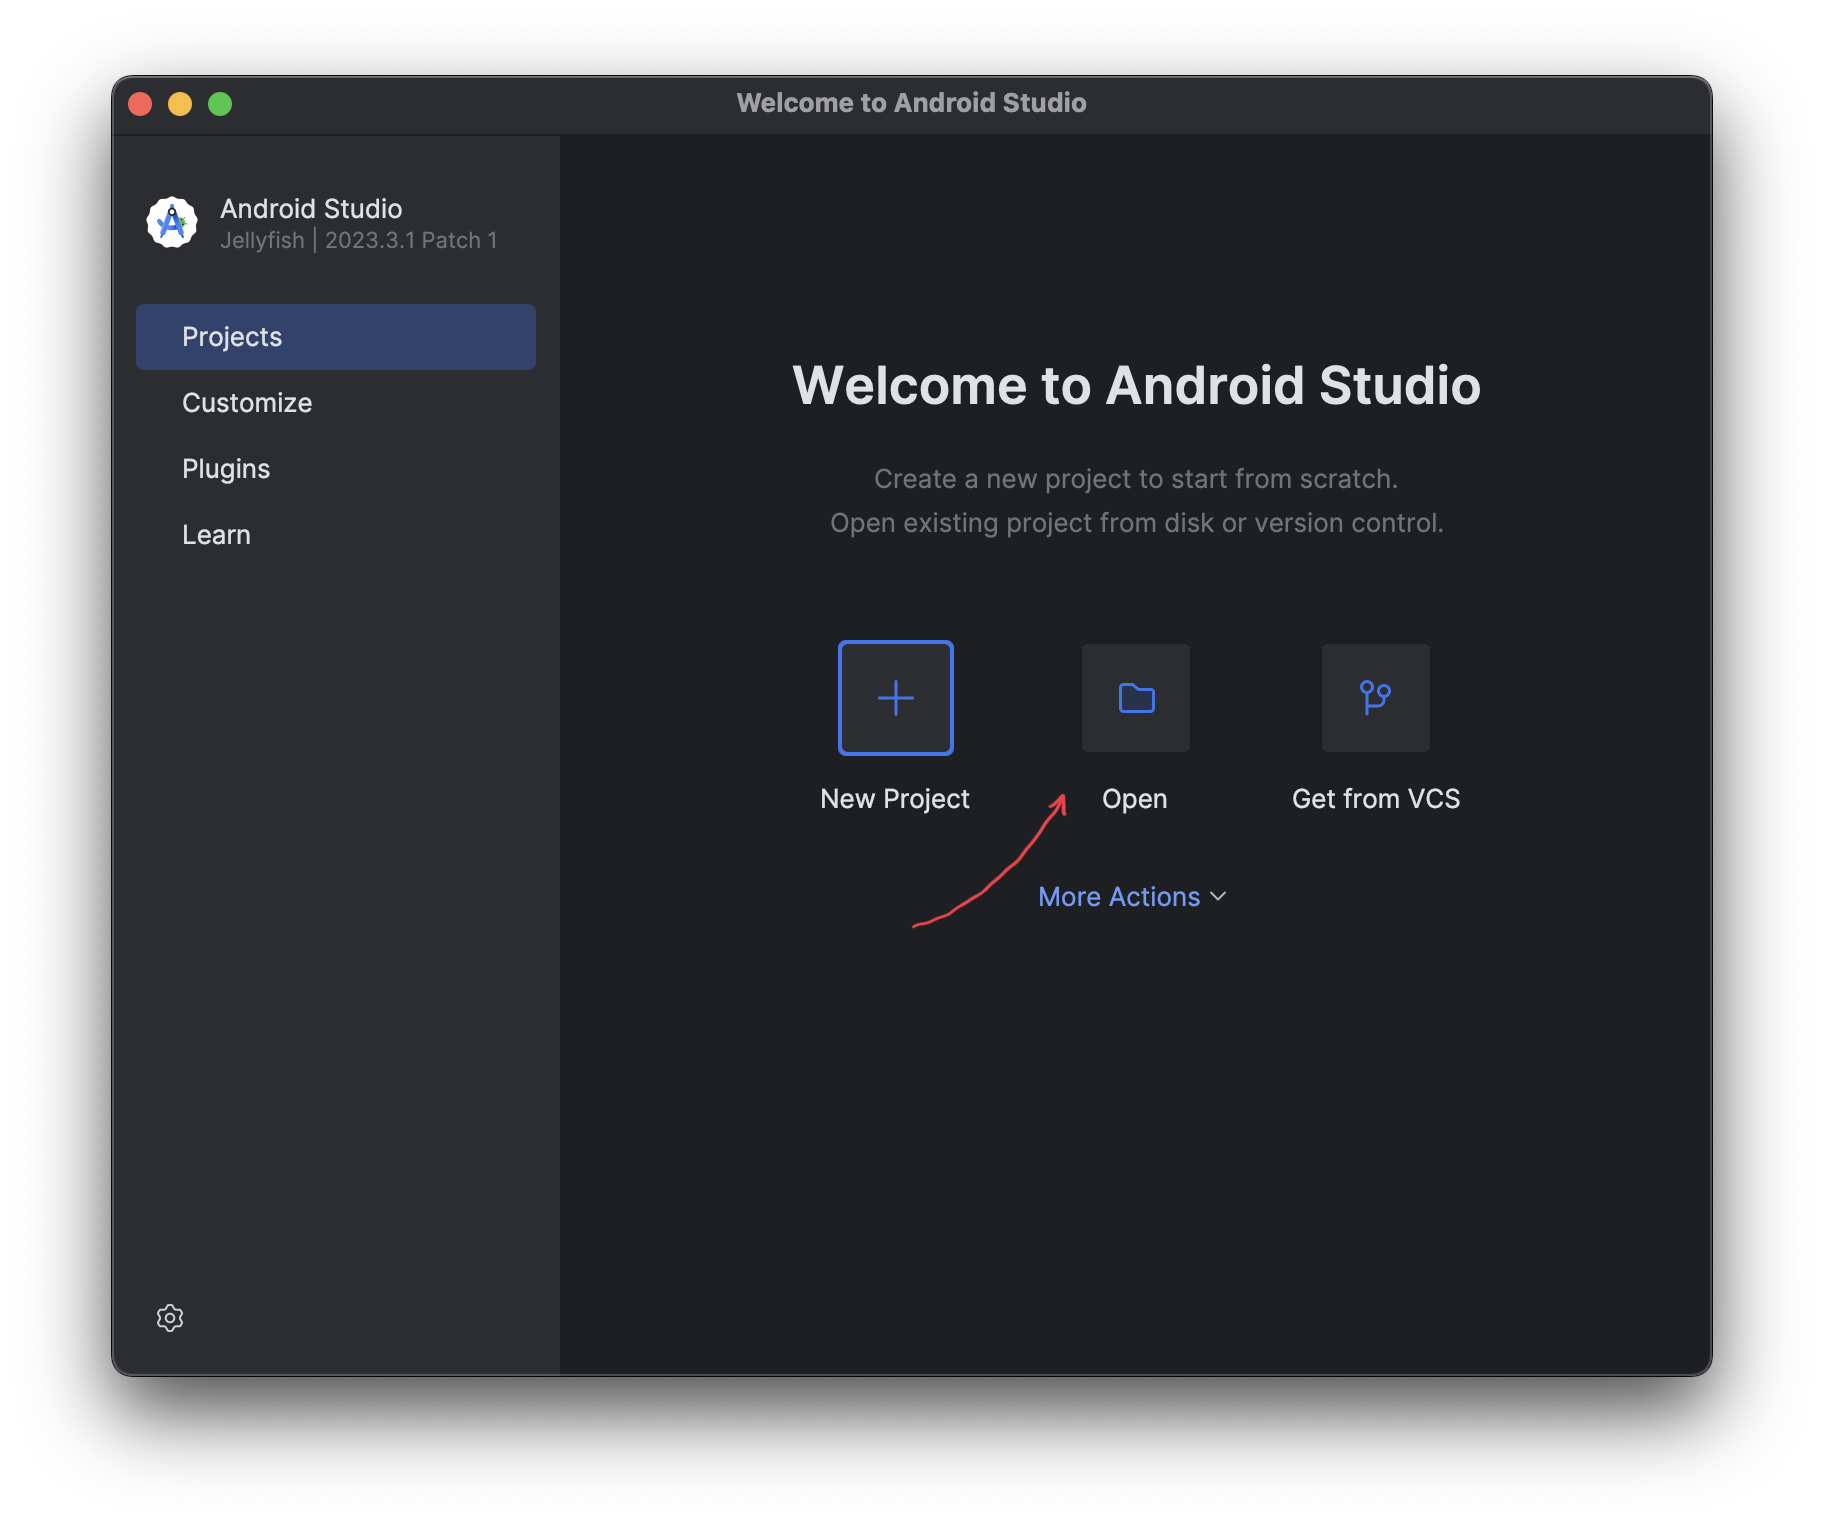 Welcome to Android Studio
Android Studio
Jellyfish | 2023.3.1 Patch 1
Projects
Customize
Plugins
Learn
Welcome to Android Studio
Create a new project to start from scratch.
Open existing project from disk or version control.
New Project
Open
Get from VCS
More Actions